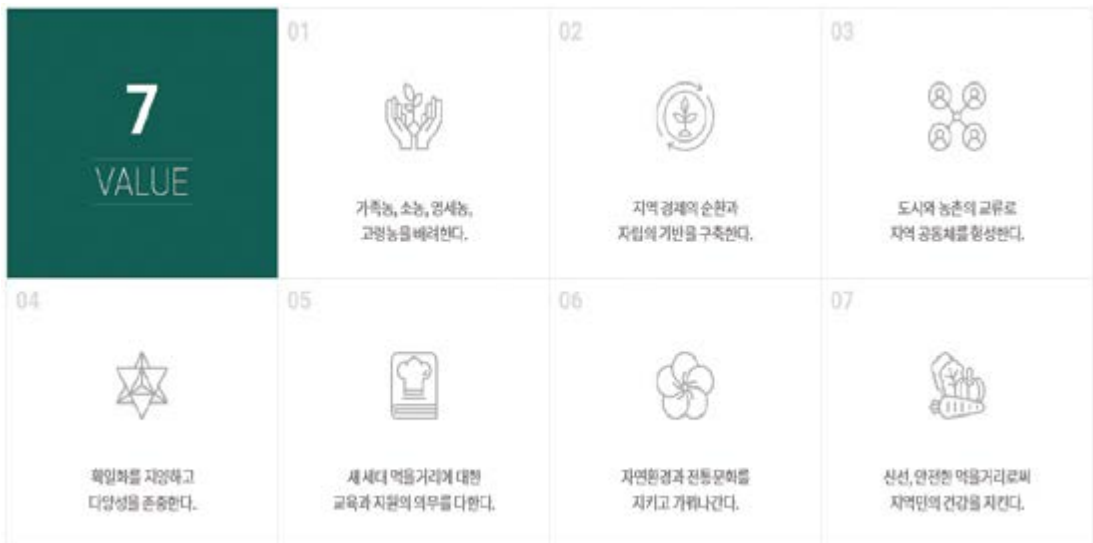 7
VALUE
01
가족농, 소농, 영세농,
고령농을 배려한다.
02
지역 경제의 순환과
자립의 기반을 구축한다.
03
도시와 농촌의 교류로
지역 공동체를 형성한다.
04
획일화를 지양하고
다양성을 존중한다.
05
새 세대 먹을거리에 대한
교육과 지원의 의무를 다한다.
06
자연환경과 전통문화를
지키고 가꿔나간다.
07
신선, 안전한 먹을거리로써
지역민의 건강을 지킨다.